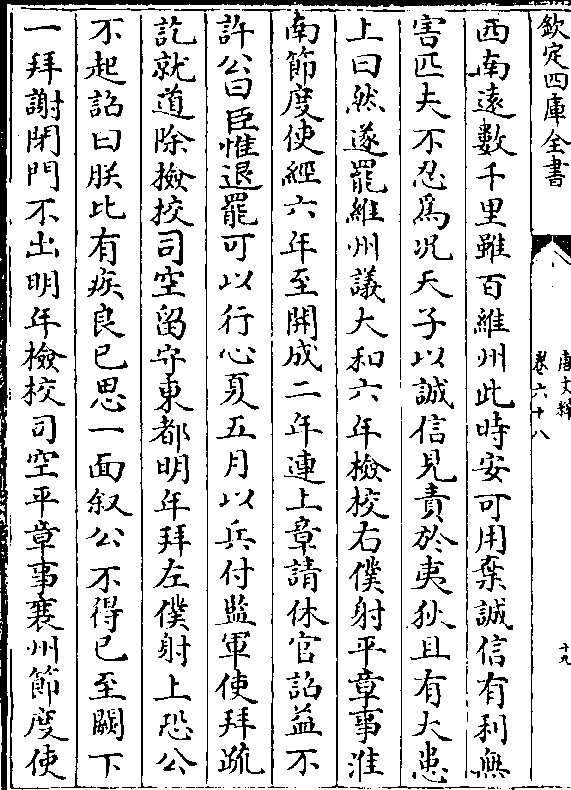 欽定四庫全書
唐文粹
卷六十八
十九
西南遠數千里雖百維州此時安可用棄誠信有利無
害匹夫不忍為况天子以誠信見責於夷狄且有大患
上曰然遂罷維州議大和六年檢校右僕射平章事淮
南節度使經六年至開成二年連上章請休官詔益不
許公曰臣惟退罷可以行心夏五月以兵付監軍使拜疏
訖就道除檢挍司空留守東都明年拜左僕射上恐公
不起詔曰朕比有疾良已思一面叙公不得已至闕下
一拜謝閉門不出明年檢校司空平章事襄州節度使